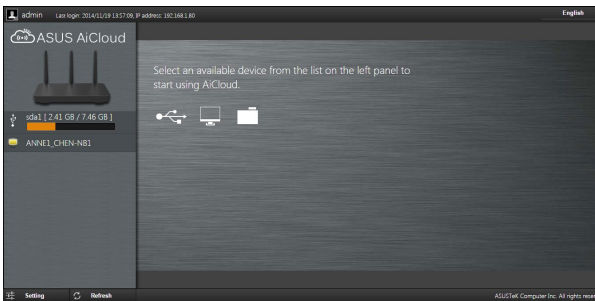 admin Last login: 2014/11/19 13:57:09, IP address: 192.168.1.80 English
ASUS AiCloud
Select an available device from the list on the left panel to
start using AiCloud.
sda1 [ 2.41 GB / 7.46 GB ]
ANNE1_CHEN-NB1
Setting Refresh ASUSTeK Computer Inc. All rights reser